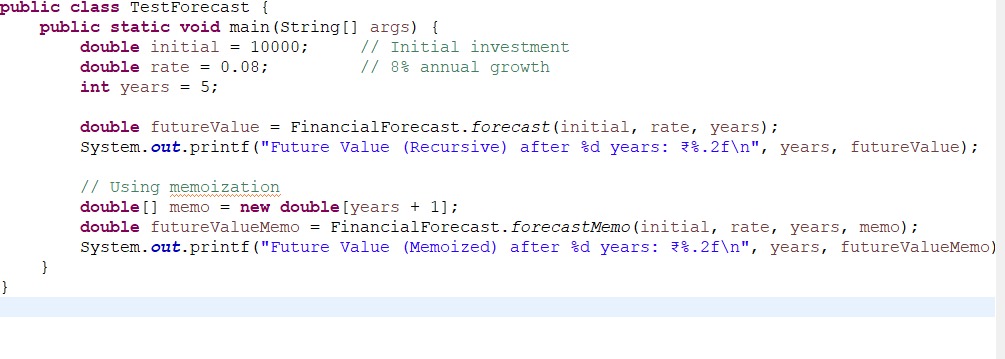 public class TestForecast {
    public static void main(String[] args) {
        double initial = 10000;     // Initial investment
        double rate = 0.08;         // 8% annual growth
        int years = 5;
        double futureValue = FinancialForecast.forecast(initial, rate, years);
        System.out.printf("Future Value (Recursive) after %d years: ₹%.2f\n", years, futureValue);
        // Using memoization
        double[] memo = new double[years + 1];
        double futureValueMemo = FinancialForecast.forecastMemo(initial, rate, years, memo);
        System.out.printf("Future Value (Memoized) after %d years: ₹%.2f\n", years, futureValueMemo)
    }
}